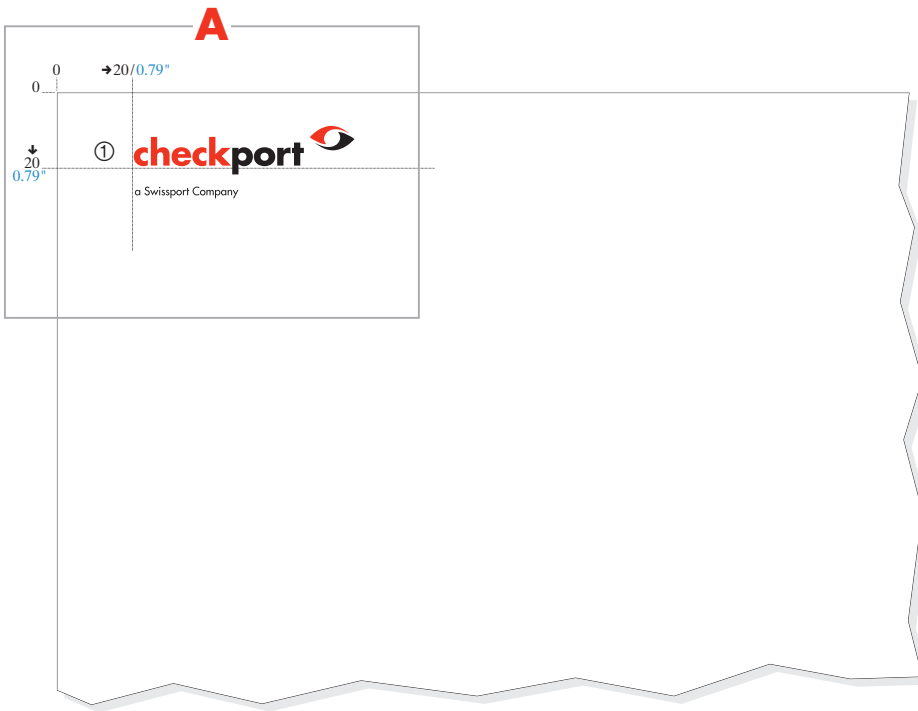 A
0 →20/0.79"
0
① checkport
↓
20
0.79"
a Swissport Company